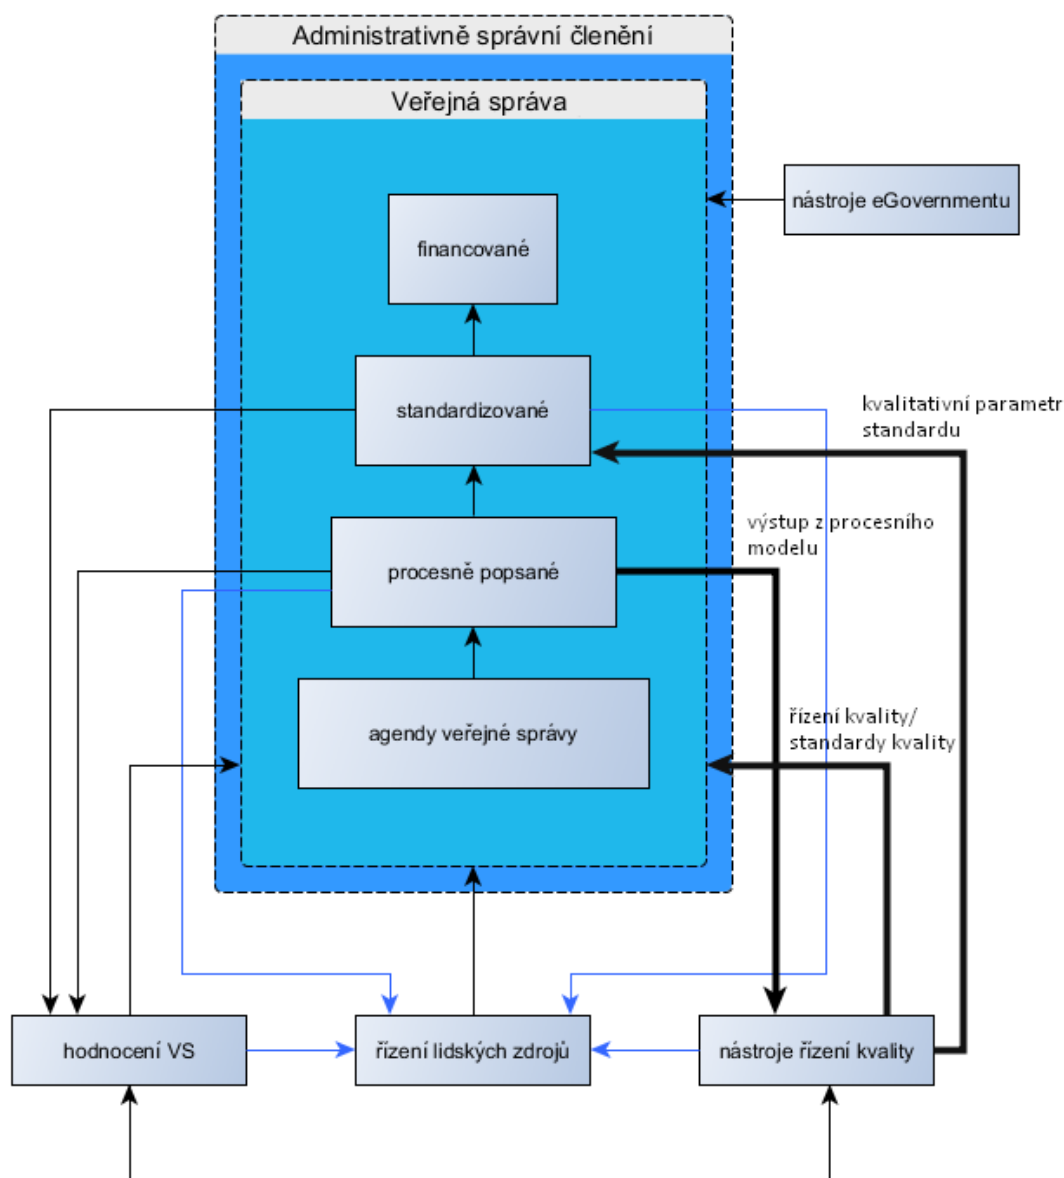 Administrativně správní členění
Veřejná správa
nástroje eGovernmentu
financované
standardizované
kvalitativní parametr
standardu
výstup z procesního
modelu
procesně popsané
agendy veřejné správy
řízení kvality/
standardy kvality
hodnocení VS
řízení lidských zdrojů
nástroje řízení kvality